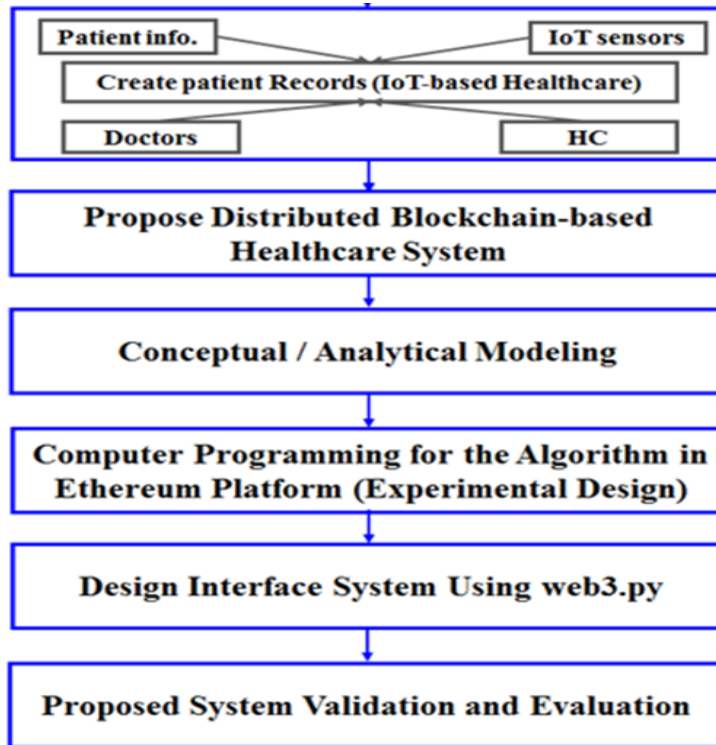 Patient info.
IoT sensors
Create patient Records (IoT-based Healthcare)
Doctors
HC
Propose Distributed Blockchain-based
Healthcare System
Conceptual / Analytical Modeling
Computer Programming for the Algorithm in
Ethereum Platform (Experimental Design)
Design Interface System Using web3.py
Proposed System Validation and Evaluation